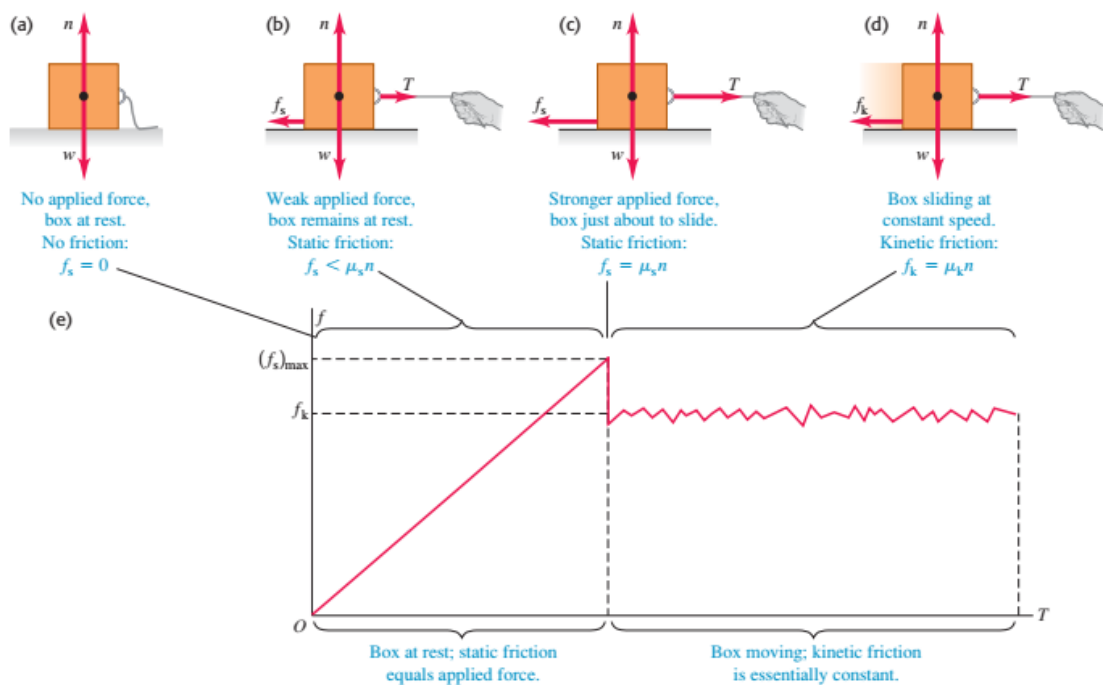 (a)
n
w
No applied force,
box at rest.
No friction:
fₛ = 0
(b)
n
T
fₛ
w
Weak applied force,
box remains at rest.
Static friction:
fₛ < μₛn
(c)
n
T
fₛ
w
Stronger applied force,
box just about to slide.
Static friction:
fₛ = μₛn
(d)
n
T
fₖ
w
Box sliding at
constant speed.
Kinetic friction:
fₖ = μₖn
(e)
f
(fₛ)max
fₖ
O
T
Box at rest; static friction
equals applied force.
Box moving; kinetic friction
is essentially constant.